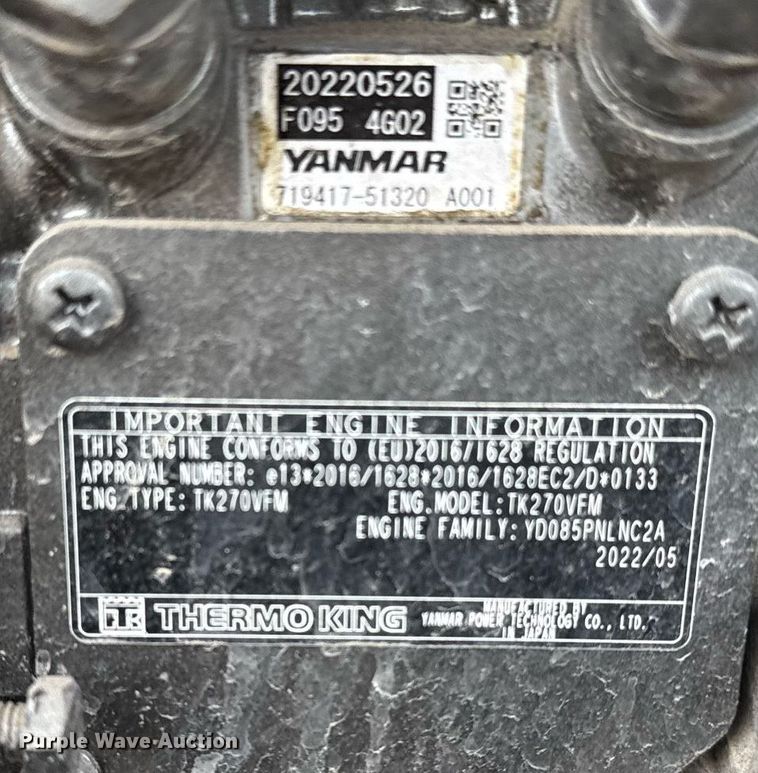 20220526
F095 4G02
YANMAR
719417-51320 A001
IMPORTANT ENGINE INFORMATION
THIS ENGINE CONFORMS TO (EU)2016/1628 REGULATION
APPROVAL NUMBER: e13*2016/1628*2016/1628EC2/D*0133
ENG.TYPE: TK270VFM ENG.MODEL: TK270VFM
ENGINE FAMILY: YD085PNLNC2A
2022/05
TK THERMO KING
MANUFACTURED BY
YANMAR POWER TECHNOLOGY CO., LTD.
IN JAPAN
Purple Wave Auction